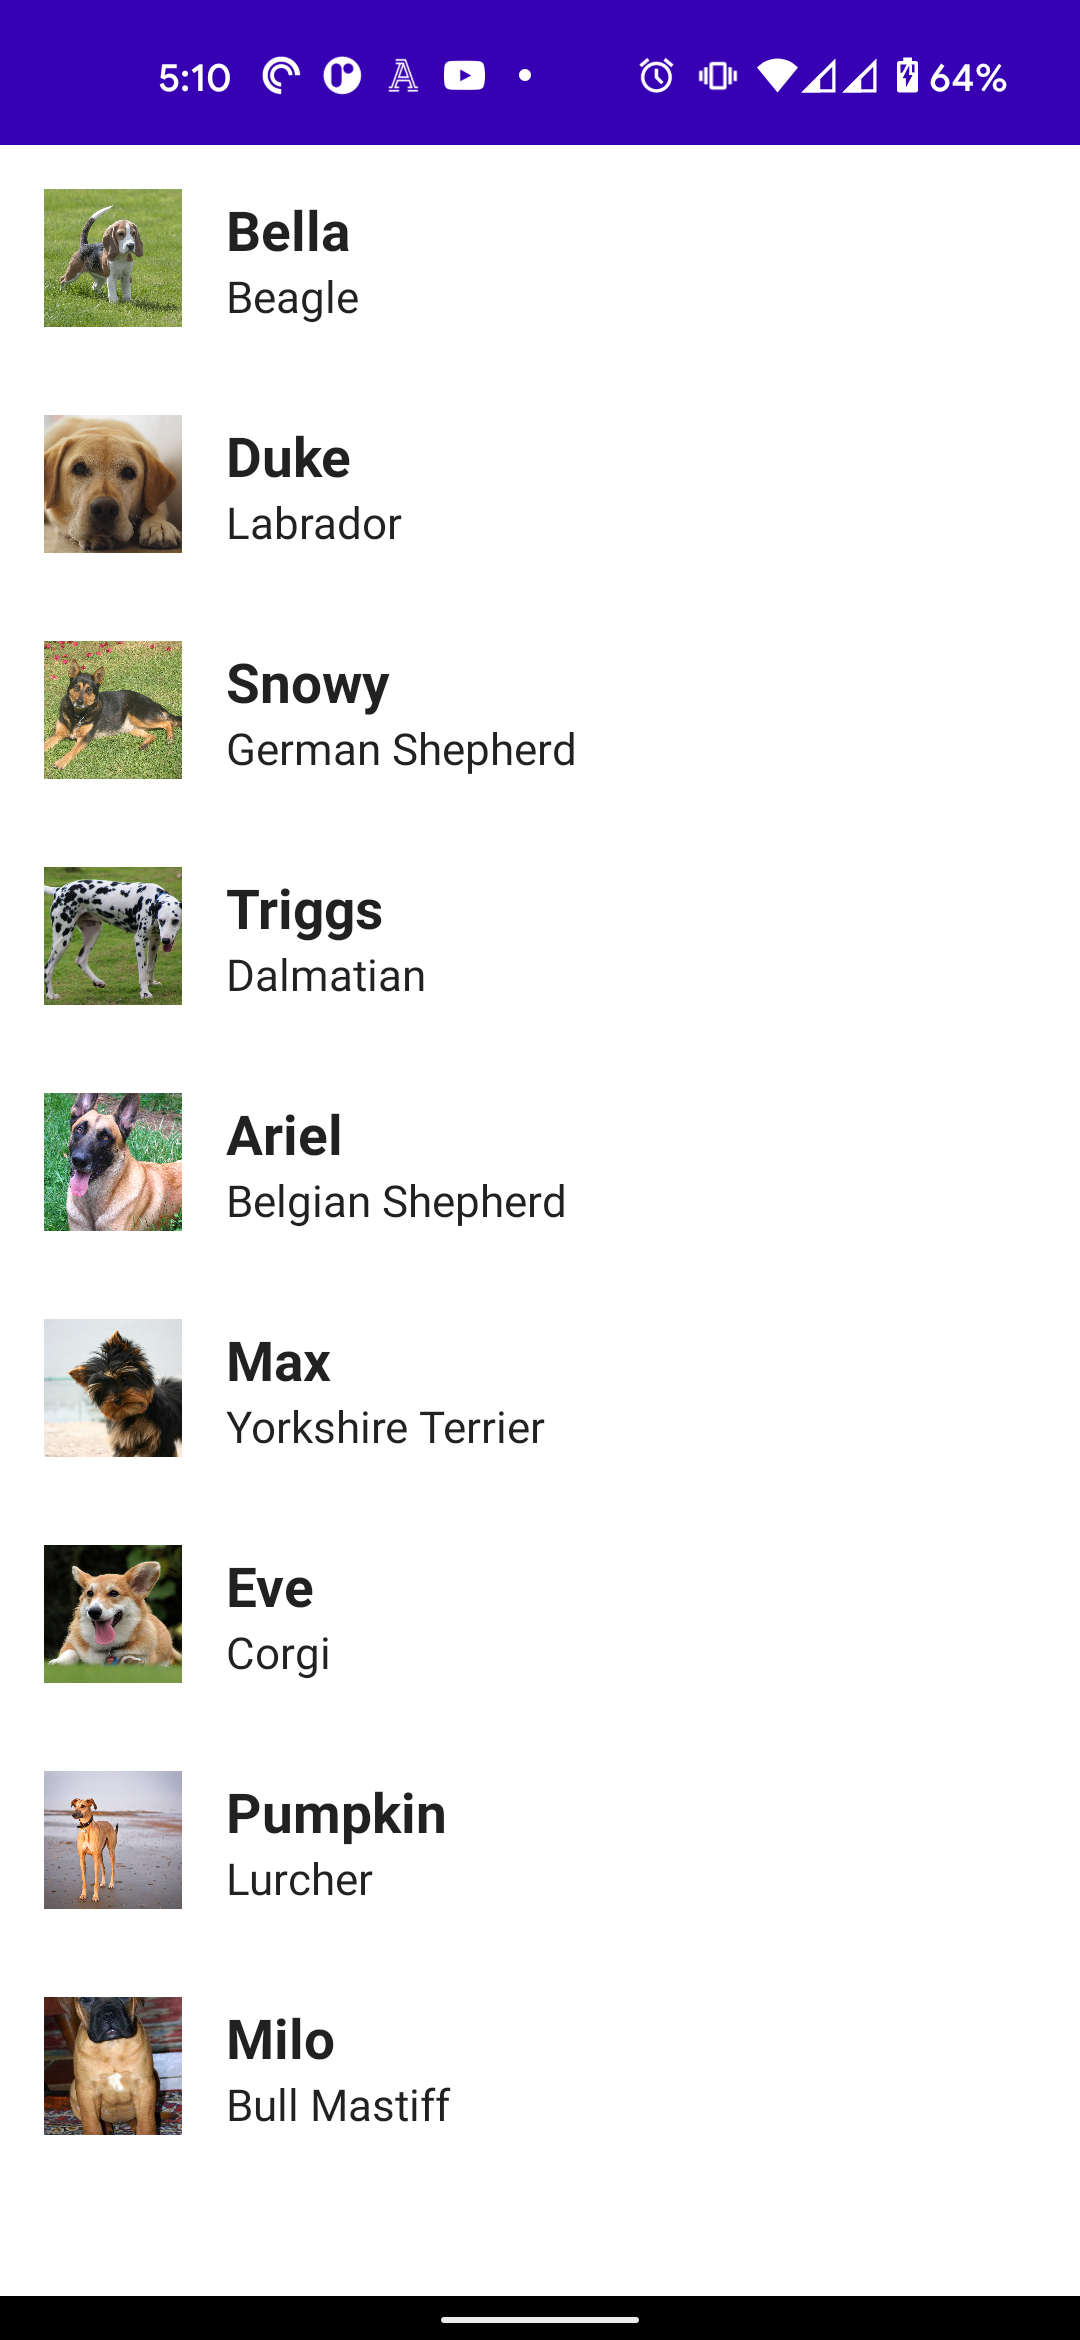 5:10 64%
Bella
Beagle
Duke
Labrador
Snowy
German Shepherd
Triggs
Dalmatian
Ariel
Belgian Shepherd
Max
Yorkshire Terrier
Eve
Corgi
Pumpkin
Lurcher
Milo
Bull Mastiff